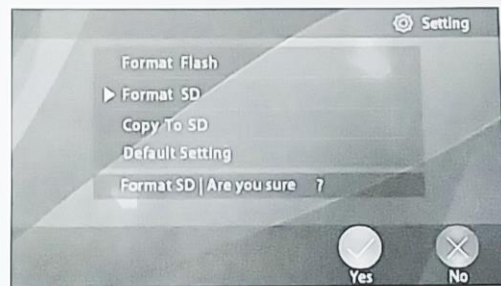 Setting
Format Flash
Format SD
Copy To SD
Default Setting
Format SD | Are you sure ?
Yes
No